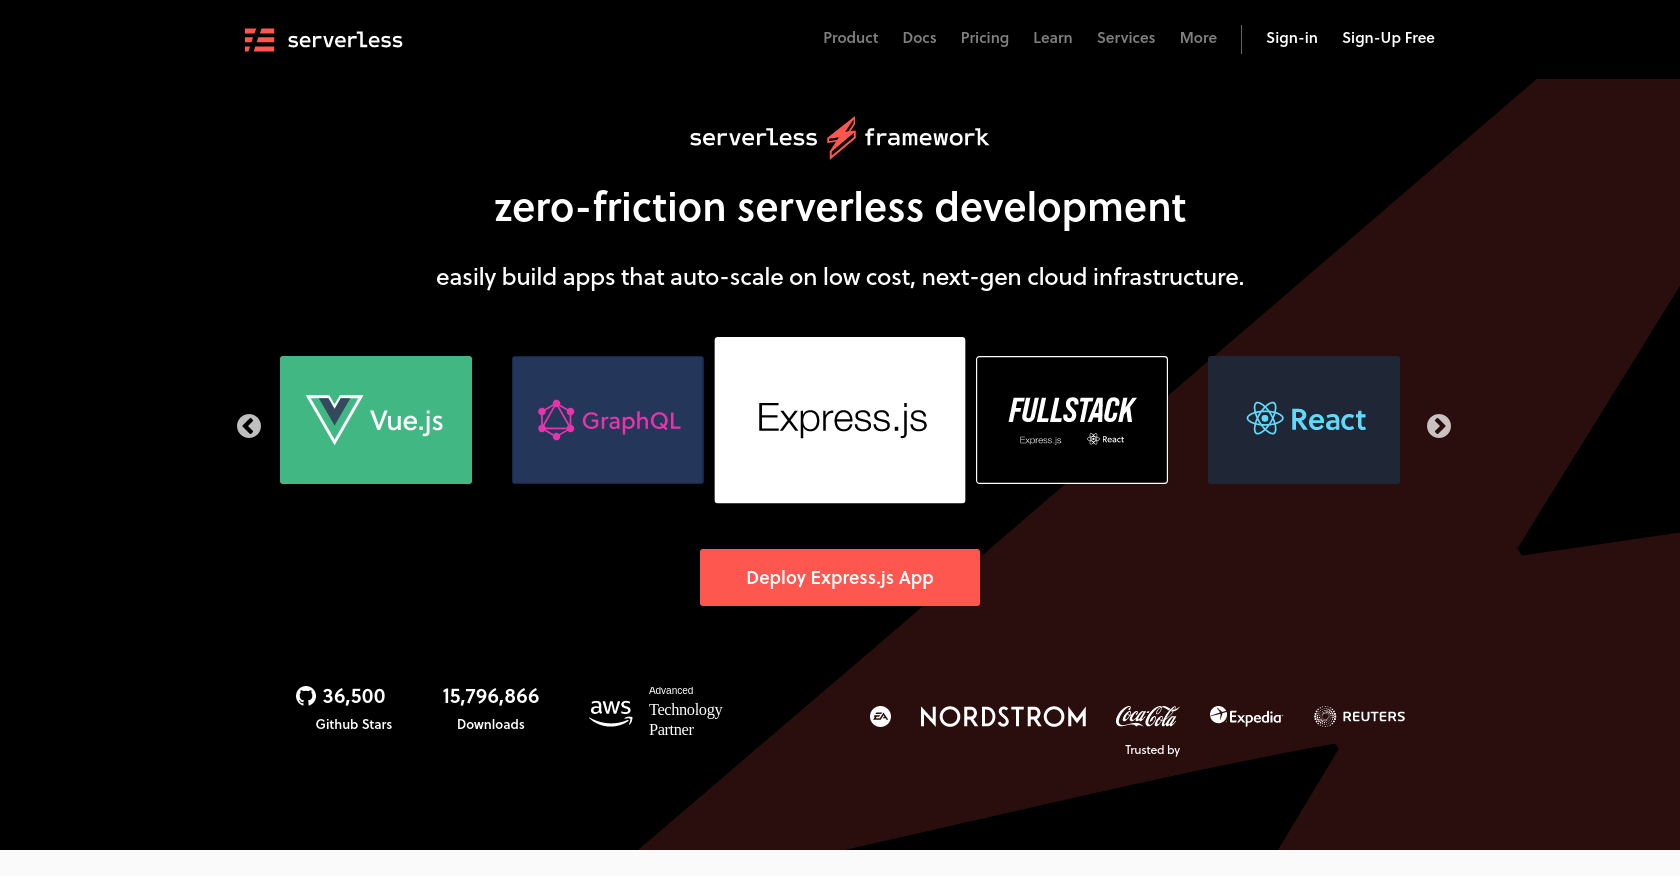 serverless
Product Docs Pricing Learn Services More Sign-in Sign-Up Free
serverless framework
zero-friction serverless development
easily build apps that auto-scale on low cost, next-gen cloud infrastructure.
Vue.js
GraphQL
Express.js
FULLSTACK
Express.js React
React
Deploy Express.js App
36,500
Github Stars
15,796,866
Downloads
aws
Advanced
Technology
Partner
EA NORDSTROM Coca-Cola Expedia REUTERS
Trusted by